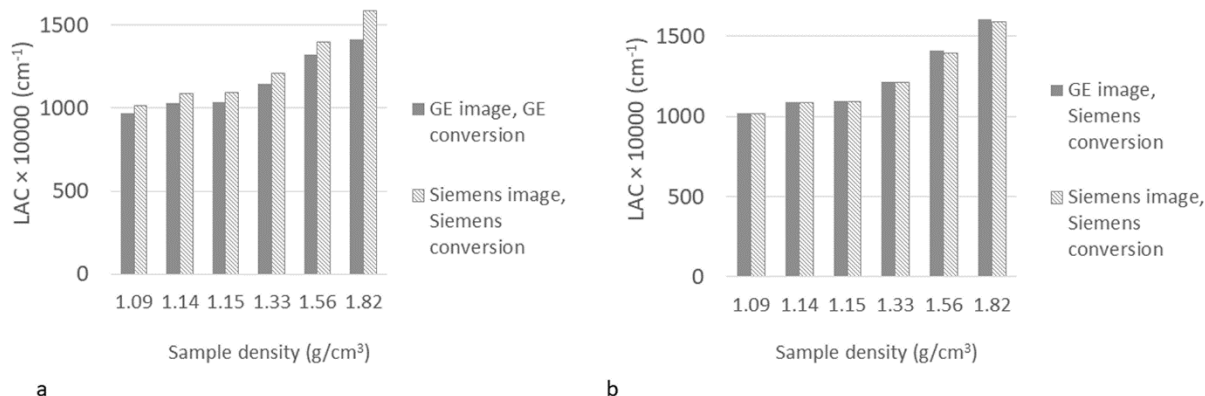 1500
1000
500
0
LAC × 10000 (cm⁻¹)
1.09 1.14 1.15 1.33 1.56 1.82
Sample density (g/cm³)
GE image, GE
conversion
Siemens image,
Siemens
conversion
a
1500
1000
500
0
LAC × 10000 (cm⁻¹)
1.09 1.14 1.15 1.33 1.56 1.82
Sample density (g/cm³)
GE image,
Siemens
conversion
Siemens image,
Siemens
conversion
b